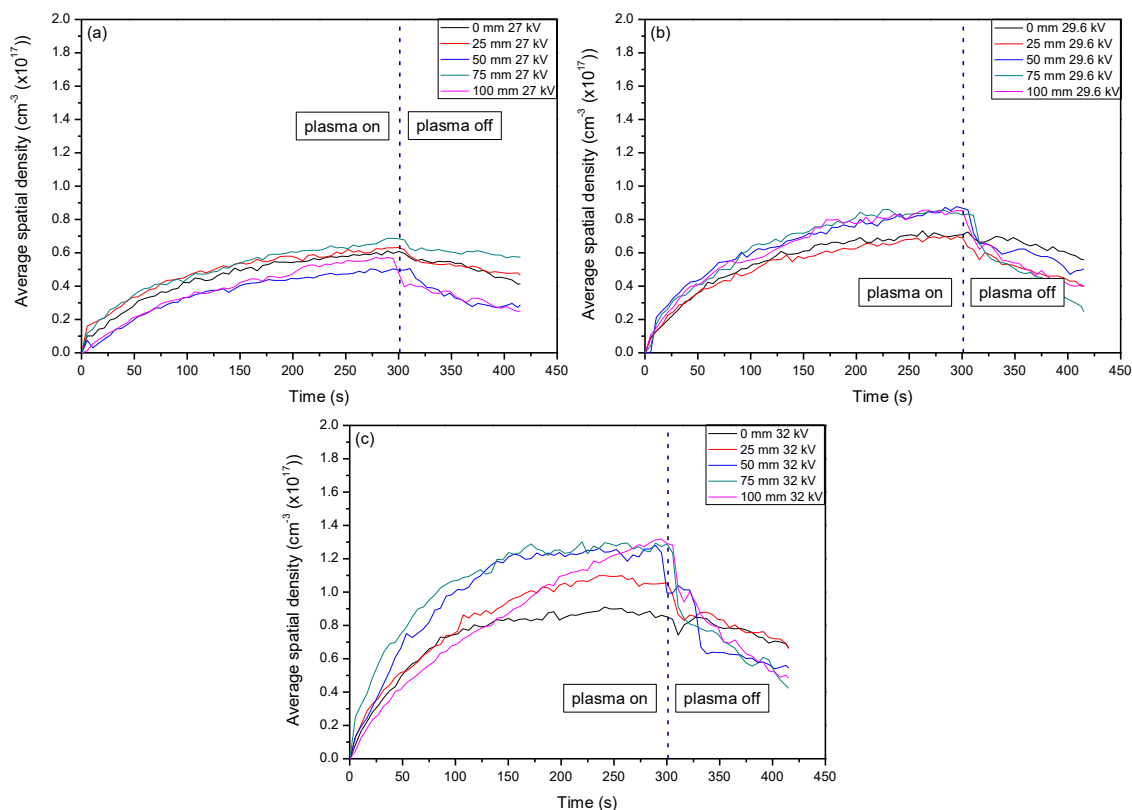 (a)
0 mm 27 kV
25 mm 27 kV
50 mm 27 kV
75 mm 27 kV
100 mm 27 kV
plasma on
plasma off
Average spatial density (cm⁻³ (x10¹⁷))
2.0
1.8
1.6
1.4
1.2
1.0
0.8
0.6
0.4
0.2
0.0
0 50 100 150 200 250 300 350 400 450
Time (s)
(b)
0 mm 29.6 kV
25 mm 29.6 kV
50 mm 29.6 kV
75 mm 29.6 kV
100 mm 29.6 kV
plasma on
plasma off
Average spatial density (cm⁻³ (x10¹⁷))
2.0
1.8
1.6
1.4
1.2
1.0
0.8
0.6
0.4
0.2
0.0
0 50 100 150 200 250 300 350 400 450
Time (s)
(c)
0 mm 32 kV
25 mm 32 kV
50 mm 32 kV
75 mm 32 kV
100 mm 32 kV
plasma on
plasma off
Average spatial density (cm⁻³ (x10¹⁷))
2.0
1.8
1.6
1.4
1.2
1.0
0.8
0.6
0.4
0.2
0.0
0 50 100 150 200 250 300 350 400 450
Time (s)